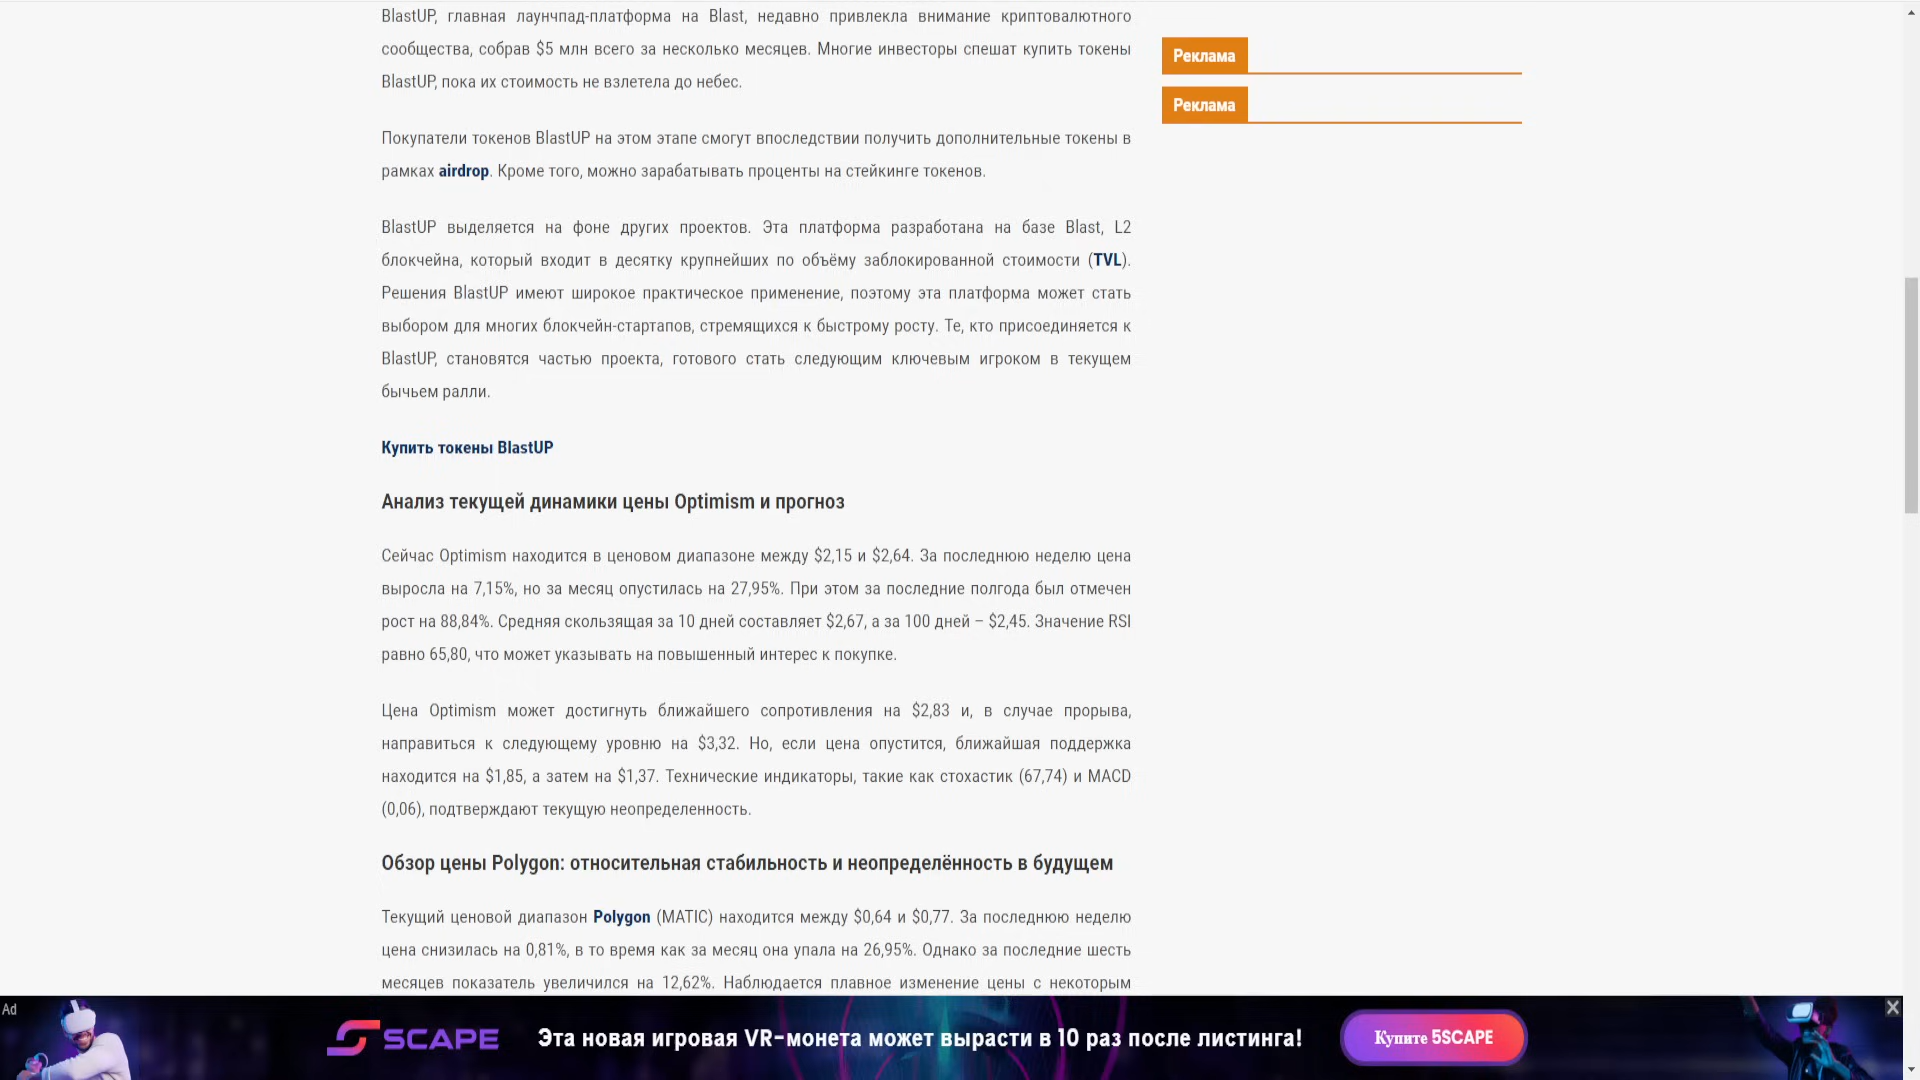 BlastUP, главная лаунчпад-платформа на Blast, недавно привлекла внимание криптовалютного
сообщества, собрав $5 млн всего за несколько месяцев. Многие инвесторы спешат купить токены
BlastUP, пока их стоимость не взлетела до небес.
Покупатели токенов BlastUP на этом этапе смогут впоследствии получить дополнительные токены в
рамках airdrop. Кроме того, можно зарабатывать проценты на стейкинге токенов.
BlastUP выделяется на фоне других проектов. Эта платформа разработана на базе Blast, L2
блокчейна, который входит в десятку крупнейших по объёму заблокированной стоимости (TVL).
Решения BlastUP имеют широкое практическое применение, поэтому эта платформа может стать
выбором для многих блокчейн-стартапов, стремящихся к быстрому росту. Те, кто присоединяется к
BlastUP, становятся частью проекта, готового стать следующим ключевым игроком в текущем
бычьем ралли.
Купить токены BlastUP
Анализ текущей динамики цены Optimism и прогноз
Сейчас Optimism находится в ценовом диапазоне между $2,15 и $2,64. За последнюю неделю цена
выросла на 7,15%, но за месяц опустилась на 27,95%. При этом за последние полгода был отмечен
рост на 88,84%. Средняя скользящая за 10 дней составляет $2,67, а за 100 дней – $2,45. Значение RSI
равно 65,80, что может указывать на повышенный интерес к покупке.
Цена Optimism может достигнуть ближайшего сопротивления на $2,83 и, в случае прорыва,
направиться к следующему уровню на $3,32. Но, если цена опустится, ближайшая поддержка
находится на $1,85, а затем на $1,37. Технические индикаторы, такие как стохастик (67,74) и MACD
(0,06), подтверждают текущую неопределенность.
Обзор цены Polygon: относительная стабильность и неопределённость в будущем
Текущий ценовой диапазон Polygon (MATIC) находится между $0,64 и $0,77. За последнюю неделю
цена снизилась на 0,81%, в то время как за месяц она упала на 26,95%. Однако за последние шесть
месяцев показатель увеличился на 12,62%. Наблюдается плавное изменение цены с некоторым
Реклама
Реклама
Ad
5SCAPE
Эта новая игровая VR-монета может вырасти в 10 раз после листинга!
Купите 5SCAPE